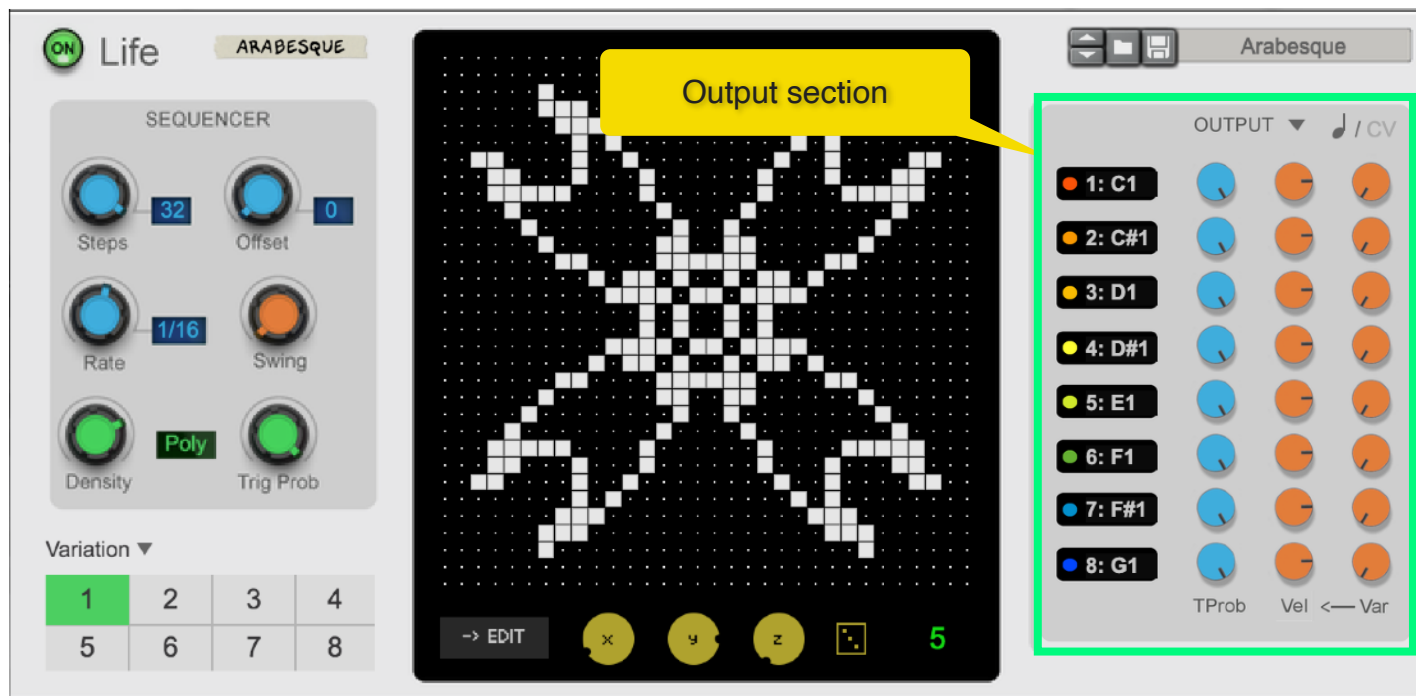 ON
Life
ARABESQUE
Arabesque
Output section
SEQUENCER
32
0
Steps
Offset
1/16
Rate
Swing
Poly
Density
Trig Prob
Variation
1 2 3 4
5 6 7 8
-> EDIT
x
y
z
5
OUTPUT
/ CV
1: C1
2: C#1
3: D1
4: D#1
5: E1
6: F1
7: F#1
8: G1
TProb
Vel
Var